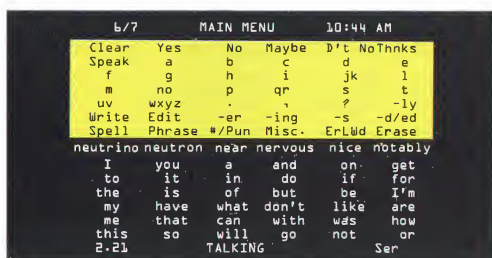 6/7 MAIN MENU 10:44 AM
Clear Yes No Maybe D't No Thnks
Speak a b c d e
f g h i jk l
m no p qr s t
uv wxyz . , ? -ly
Write Edit -er -ing -s -d/ed
Spell Phrase #/Pun Misc. ErLWd Erase
neutrino neutron near nervous nice notably
I you a and on get
to it in do if for
the is of but be I'm
my have what don't like are
me that can with was how
this so will go not or
2.21 TALKING Ser